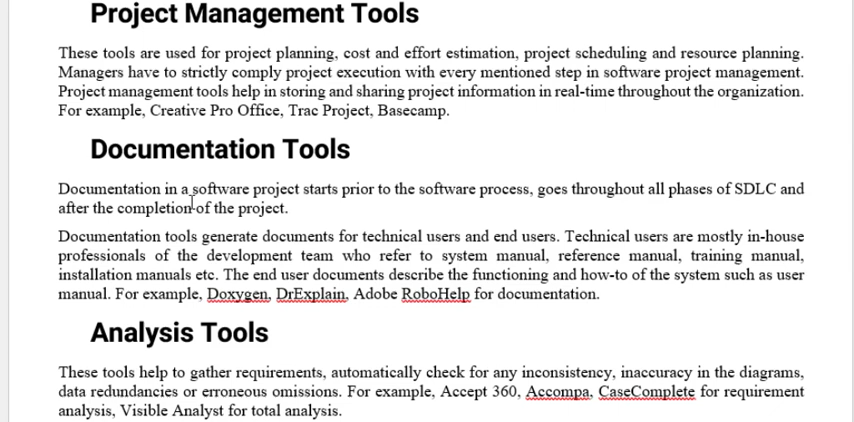 Project Management Tools
These tools are used for project planning, cost and effort estimation, project scheduling and resource planning.
Managers have to strictly comply project execution with every mentioned step in software project management.
Project management tools help in storing and sharing project information in real-time throughout the organization.
For example, Creative Pro Office, Trac Project, Basecamp.
Documentation Tools
Documentation in a software project starts prior to the software process, goes throughout all phases of SDLC and
after the completion of the project.
Documentation tools generate documents for technical users and end users. Technical users are mostly in-house
professionals of the development team who refer to system manual, reference manual, training manual,
installation manuals etc. The end user documents describe the functioning and how-to of the system such as user
manual. For example, Doxygen, DrExplain, Adobe RoboHelp for documentation.
Analysis Tools
These tools help to gather requirements, automatically check for any inconsistency, inaccuracy in the diagrams,
data redundancies or erroneous omissions. For example, Accept 360, Accompa, CaseComplete for requirement
analysis, Visible Analyst for total analysis.